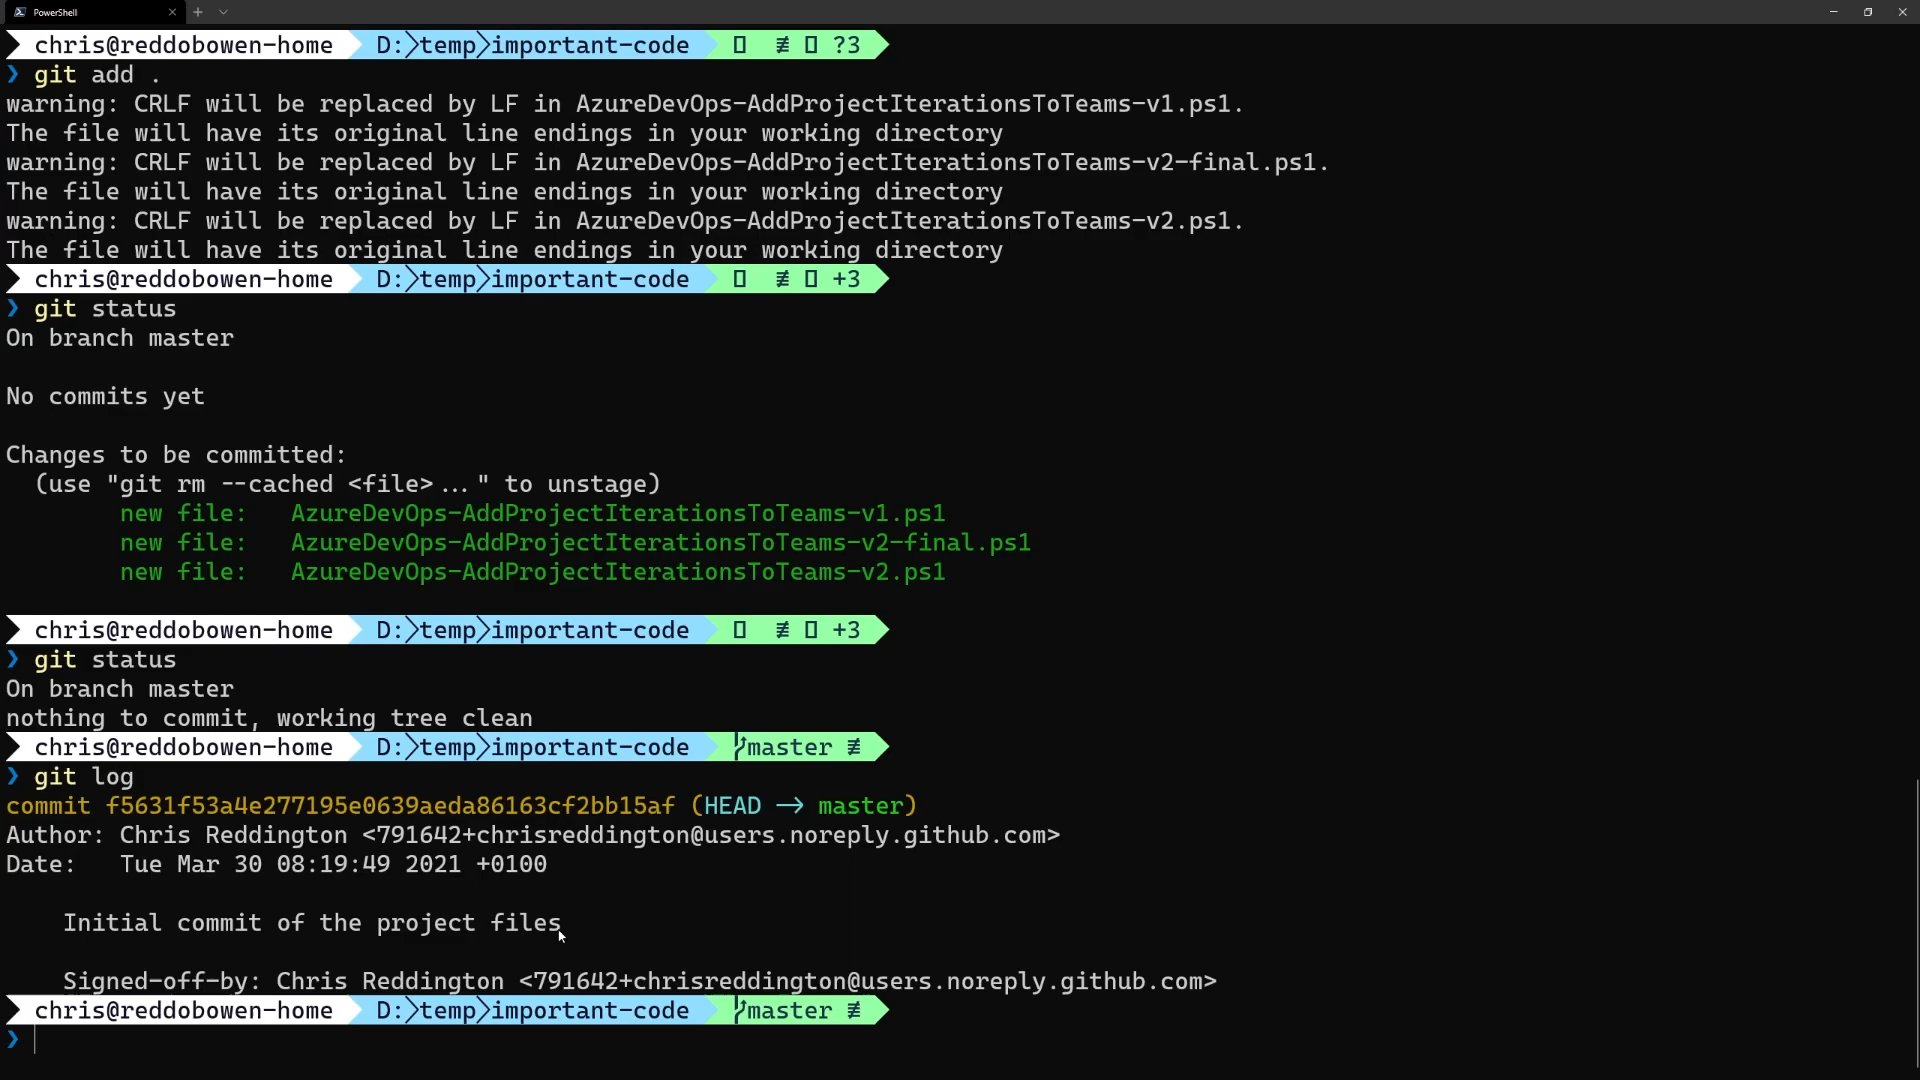 PowerShell
chris@reddobowen-home D:〉temp〉important-code ≢ ?3
❯ git add .
warning: CRLF will be replaced by LF in AzureDevOps-AddProjectIterationsToTeams-v1.ps1.
The file will have its original line endings in your working directory
warning: CRLF will be replaced by LF in AzureDevOps-AddProjectIterationsToTeams-v2-final.ps1.
The file will have its original line endings in your working directory
warning: CRLF will be replaced by LF in AzureDevOps-AddProjectIterationsToTeams-v2.ps1.
The file will have its original line endings in your working directory
chris@reddobowen-home D:〉temp〉important-code ≢ +3
❯ git status
On branch master
No commits yet
Changes to be committed:
(use "git rm --cached <file>..." to unstage)
new file: AzureDevOps-AddProjectIterationsToTeams-v1.ps1
new file: AzureDevOps-AddProjectIterationsToTeams-v2-final.ps1
new file: AzureDevOps-AddProjectIterationsToTeams-v2.ps1
chris@reddobowen-home D:〉temp〉important-code ≢ +3
❯ git status
On branch master
nothing to commit, working tree clean
chris@reddobowen-home D:〉temp〉important-code master ≢
❯ git log
commit f5631f53a4e277195e0639aeda86163cf2bb15af (HEAD -> master)
Author: Chris Reddington <791642+chrisreddington@users.noreply.github.com>
Date: Tue Mar 30 08:19:49 2021 +0100
Initial commit of the project files
Signed-off-by: Chris Reddington <791642+chrisreddington@users.noreply.github.com>
chris@reddobowen-home D:〉temp〉important-code master ≢
❯